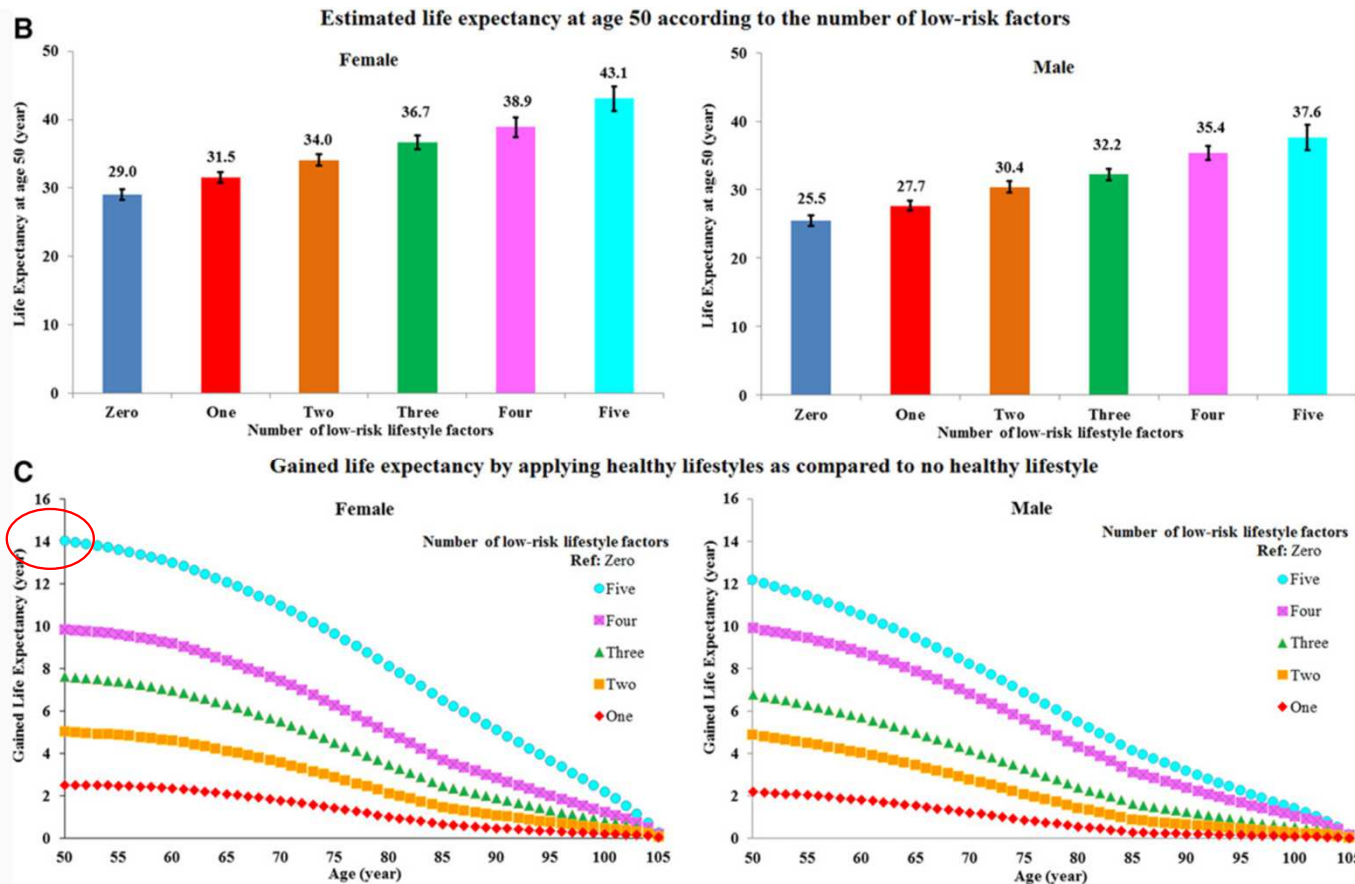 B
Estimated life expectancy at age 50 according to the number of low-risk factors
Female
Life Expectancy at age 50 (year)
50
40
30
20
10
0
29.0
31.5
34.0
36.7
38.9
43.1
Zero
One
Two
Three
Four
Five
Number of low-risk lifestyle factors
Male
Life Expectancy at age 50 (year)
50
40
30
20
10
0
25.5
27.7
30.4
32.2
35.4
37.6
Zero
One
Two
Three
Four
Five
Number of low-risk lifestyle factors
C
Gained life expectancy by applying healthy lifestyles as compared to no healthy lifestyle
Female
Gained Life Expectancy (year)
16
14
12
10
8
6
4
2
0
Number of low-risk lifestyle factors
Ref: Zero
Five
Four
Three
Two
One
50
55
60
65
70
75
80
85
90
95
100
105
Age (year)
Male
Gained Life Expectancy (year)
16
14
12
10
8
6
4
2
0
Number of low-risk lifestyle factors
Ref: Zero
Five
Four
Three
Two
One
50
55
60
65
70
75
80
85
90
95
100
105
Age (year)